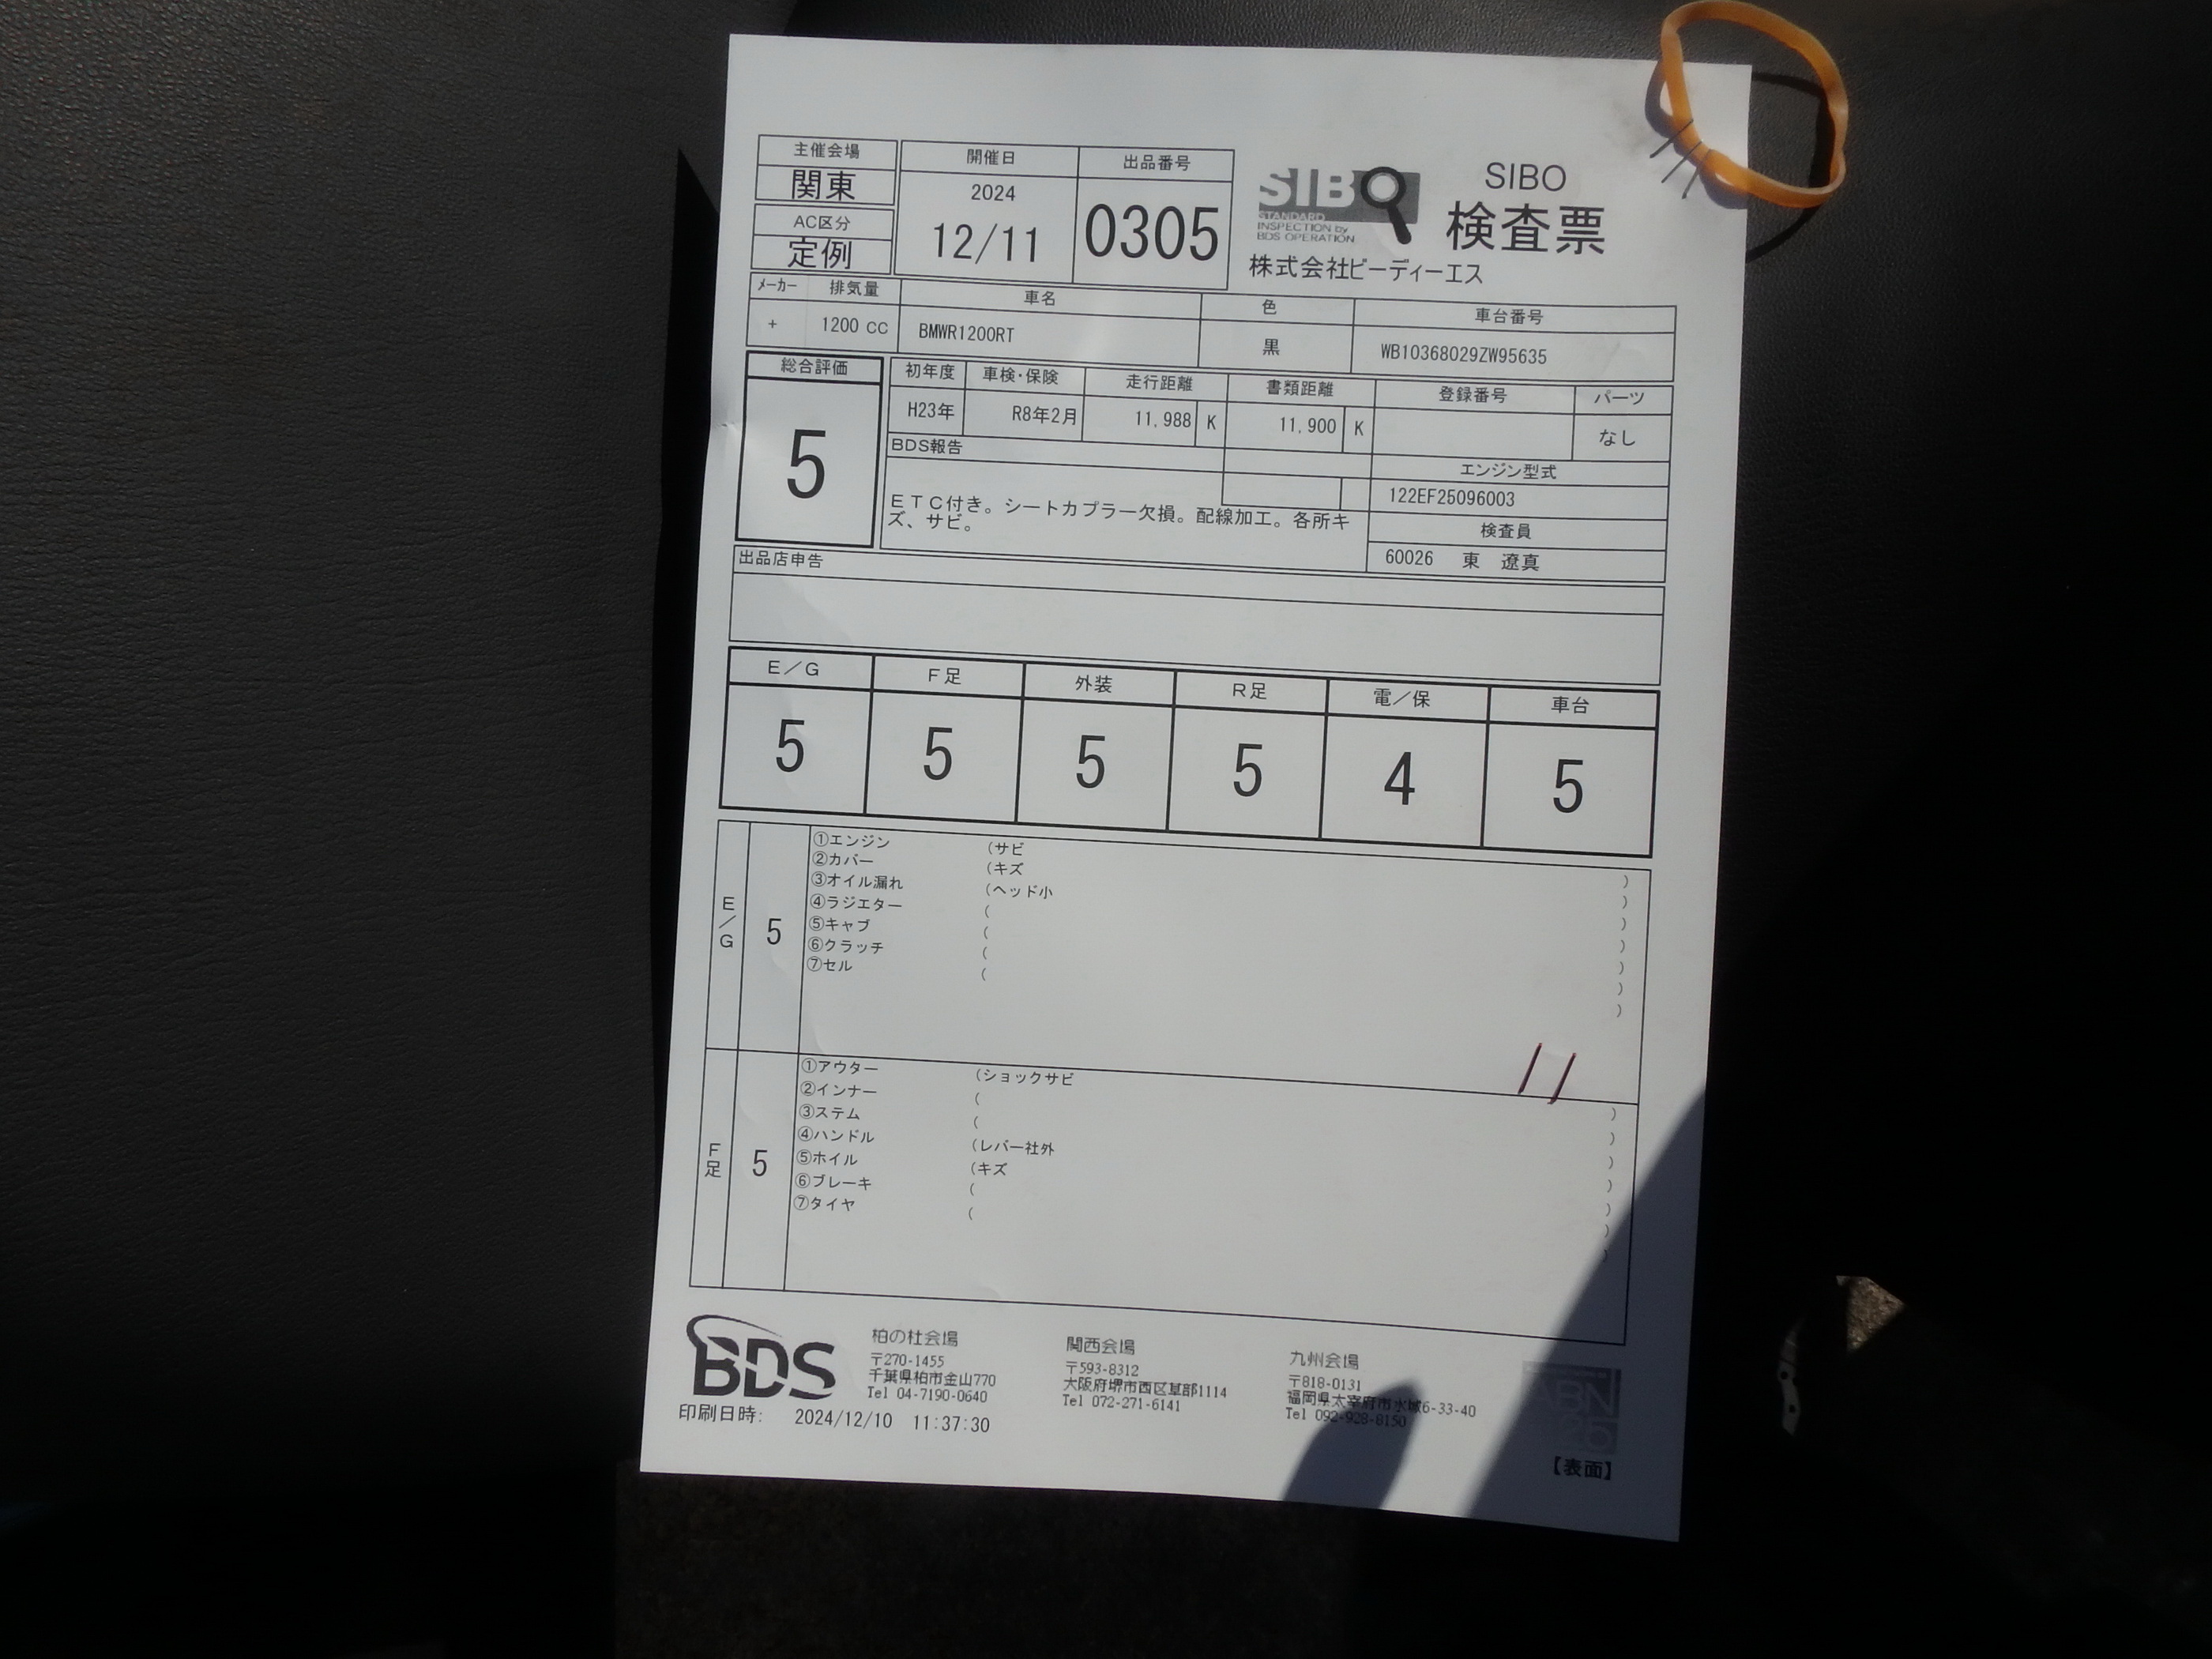 主催会場
関東
AC区分
定例
開催日
2024
12/11
出品番号
0305
SIBO
STANDARD
INSPECTION by
BDS OPERATION
SIBO
検査票
株式会社ビーディーエス
メーカー 排気量 車名 色 車台番号
+ 1200 CC BMWR1200RT 黒 WB10368029ZW95635
総合評価
5
初年度 車検・保険 走行距離 書類距離 登録番号 パーツ
H23年 R8年2月 11,988 K 11,900 K なし
BDS報告
ETC付き。シートカプラー欠損。配線加工。各所キ
ズ、サビ。
エンジン型式
122EF25096003
検査員
60026 東 遼真
出品店申告
E/G F足 外装 R足 電/保 車台
5 5 5 5 4 5
E/G
5
①エンジン (サビ )
②カバー (キズ )
③オイル漏れ (ヘッド小 )
④ラジエター ( )
⑤キャブ ( )
⑥クラッチ ( )
⑦セル ( )
F足
5
①アウター (ショックサビ )
②インナー ( )
③ステム ( )
④ハンドル (レバー社外 )
⑤ホイル (キズ )
⑥ブレーキ ( )
⑦タイヤ ( )
BDS
柏の杜会場
〒270-1455
千葉県柏市金山770
Tel 04-7190-0640
関西会場
〒593-8312
大阪府堺市西区草部1114
Tel 072-271-6141
九州会場
〒818-0131
福岡県太宰府市水城6-33-40
Tel 092-928-8150
印刷日時: 2024/12/10 11:37:30
【表面】